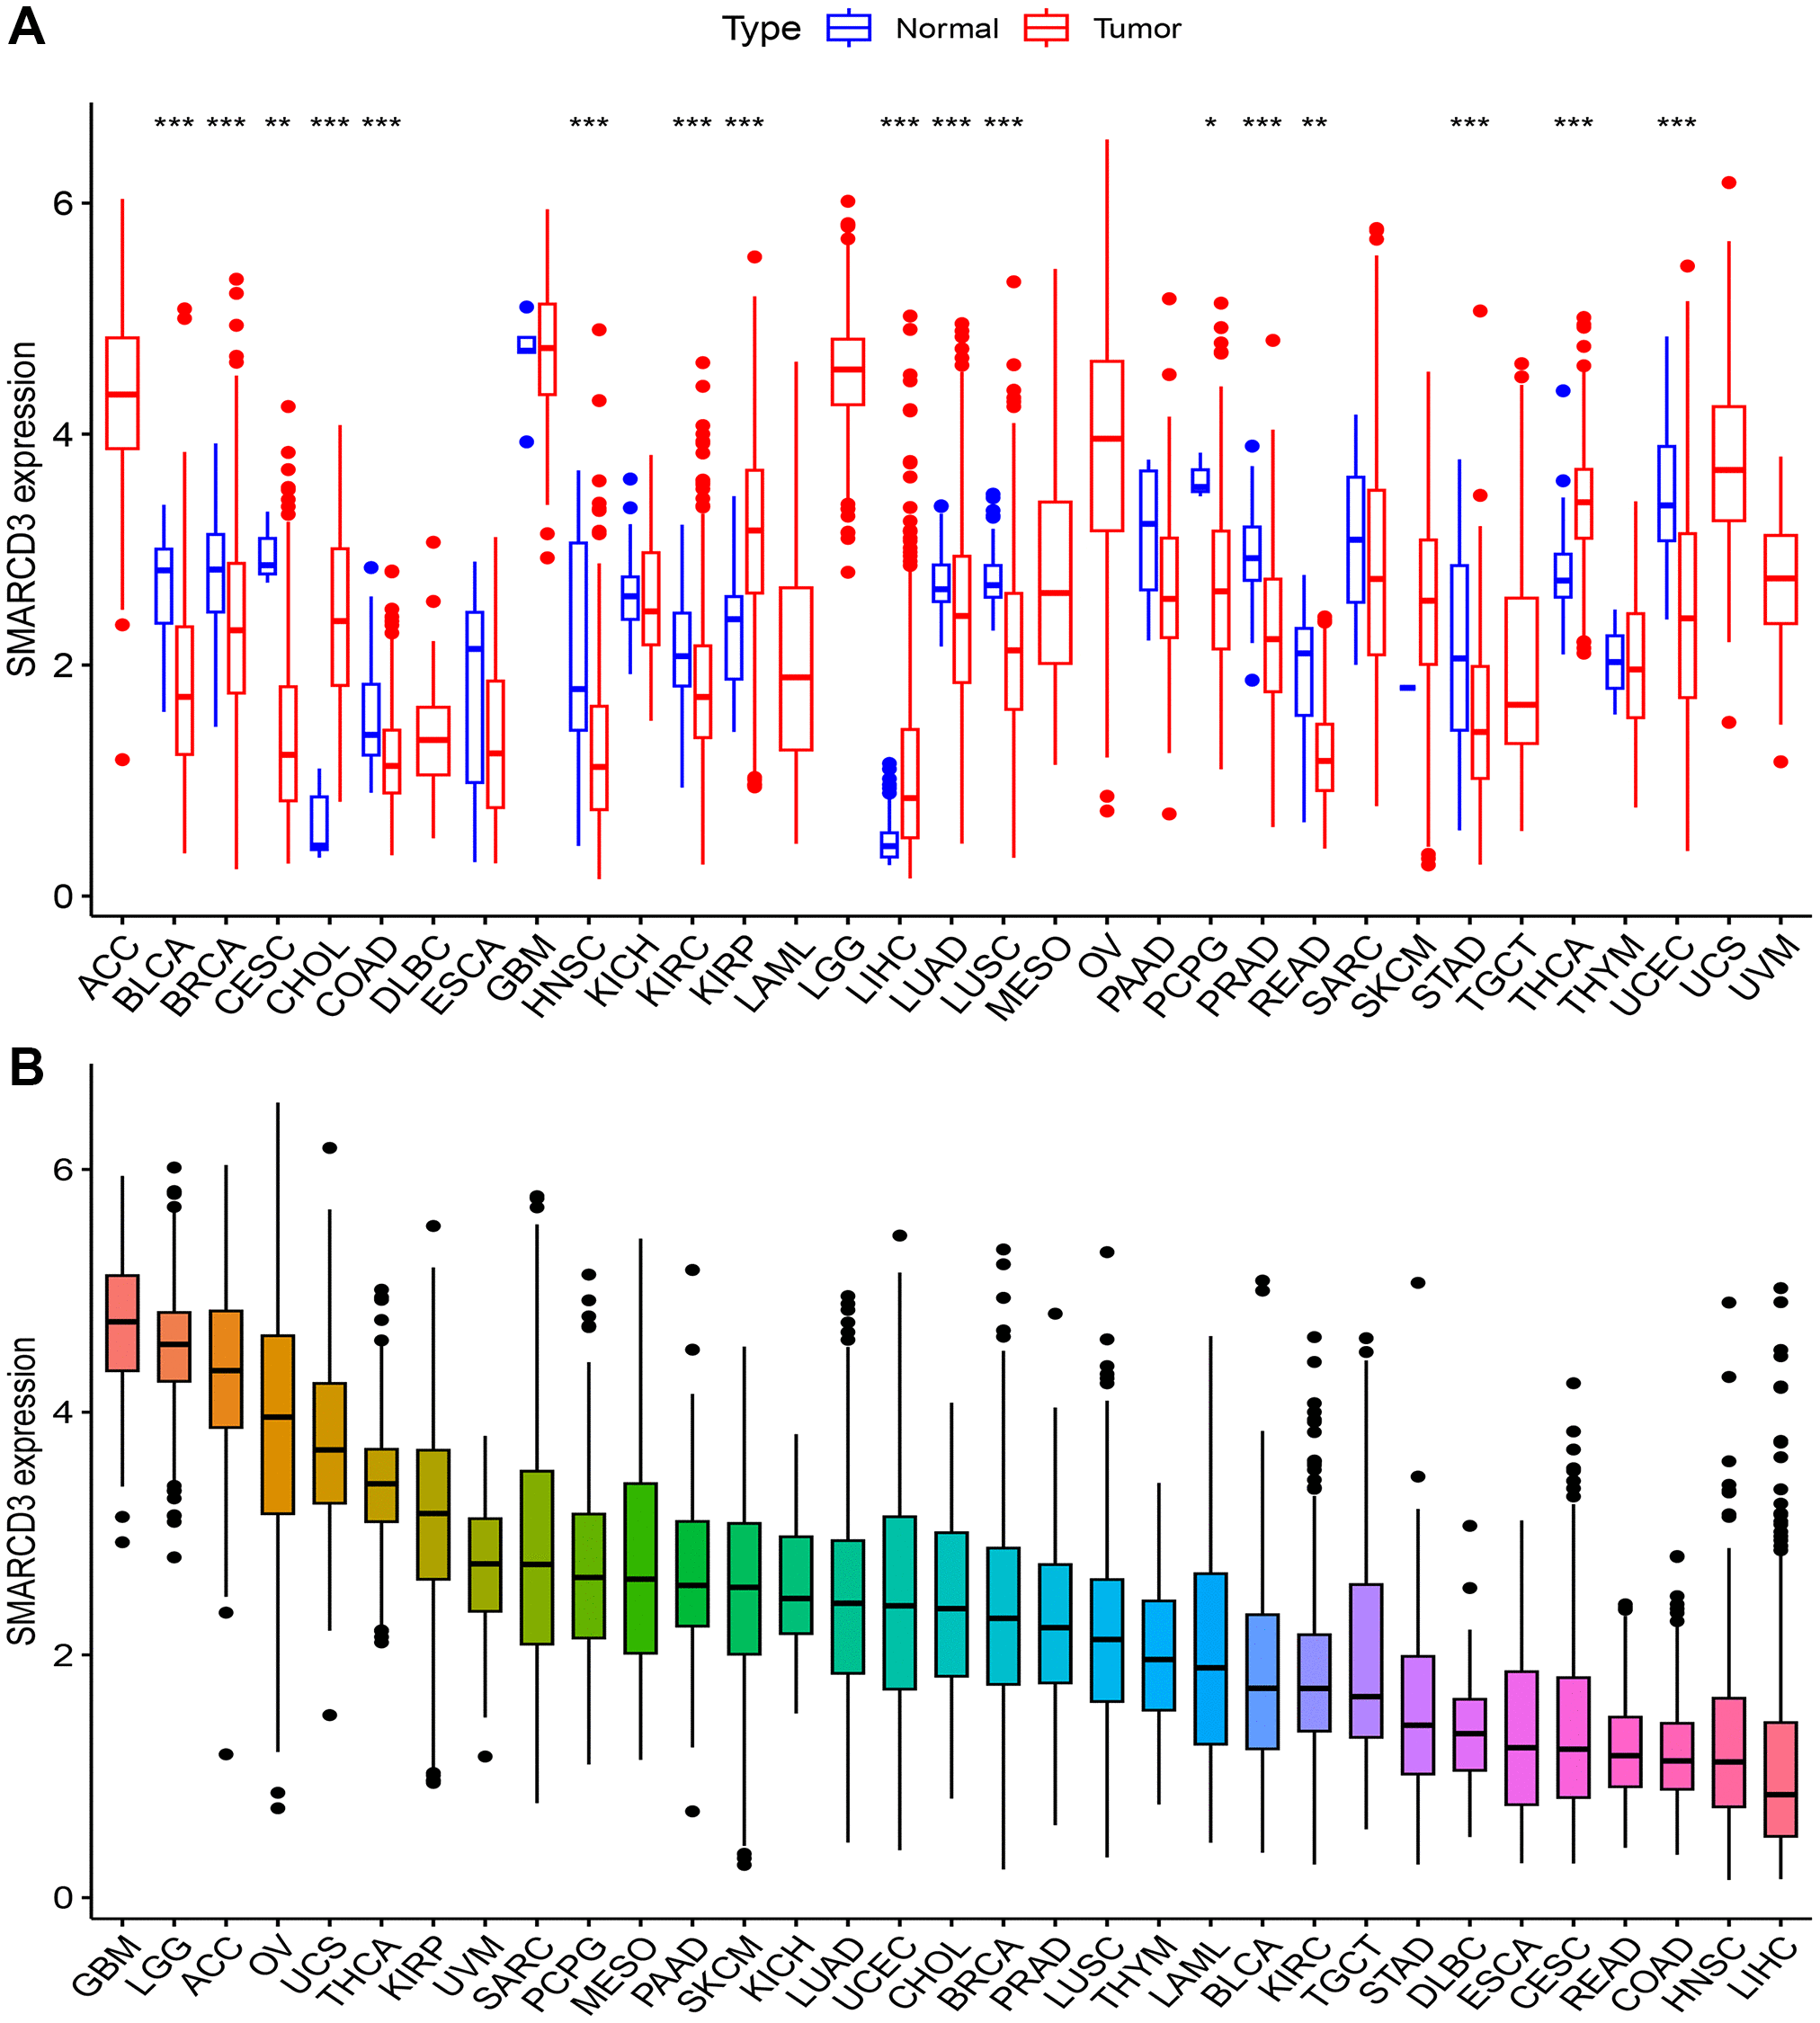 A
Type Normal Tumor
*** *** ** *** *** *** *** *** *** *** *** * *** ** *** *** ***
SMARCD3 expression
6
4
2
0
ACC BLCA BRCA CESC CHOL COAD DLBC ESCA GBM HNSC KICH KIRC KIRP LAML LGG LIHC LUAD LUSC MESO OV PAAD PCPG PRAD READ SARC SKCM STAD TGCT THCA THYM UCEC UCS UVM
B
SMARCD3 expression
6
4
2
0
GBM LGG ACC OV UCS THCA KIRP UVM SARC PCPG MESO PAAD SKCM KICH LUAD UCEC CHOL BRCA PRAD LUSC THYM LAML BLCA KIRC TGCT STAD DLBC ESCA CESC READ COAD HNSC LIHC